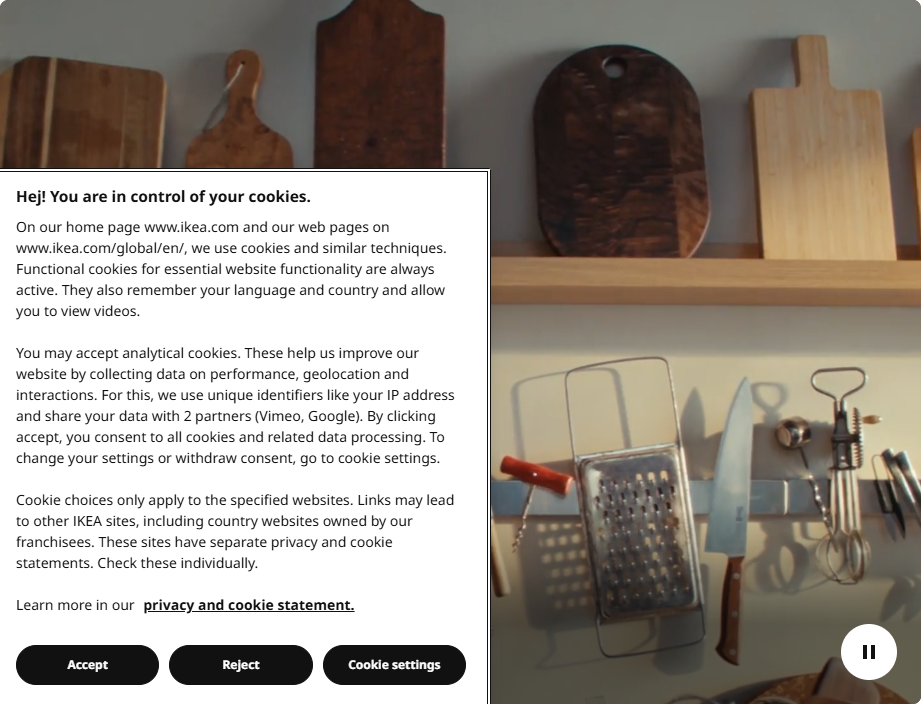 Hej! You are in control of your cookies.
On our home page www.ikea.com and our web pages on
www.ikea.com/global/en/, we use cookies and similar techniques.
Functional cookies for essential website functionality are always
active. They also remember your language and country and allow
you to view videos.
You may accept analytical cookies. These help us improve our
website by collecting data on performance, geolocation and
interactions. For this, we use unique identifiers like your IP address
and share your data with 2 partners (Vimeo, Google). By clicking
accept, you consent to all cookies and related data processing. To
change your settings or withdraw consent, go to cookie settings.
Cookie choices only apply to the specified websites. Links may lead
to other IKEA sites, including country websites owned by our
franchisees. These sites have separate privacy and cookie
statements. Check these individually.
Learn more in our privacy and cookie statement.
Accept Reject Cookie settings